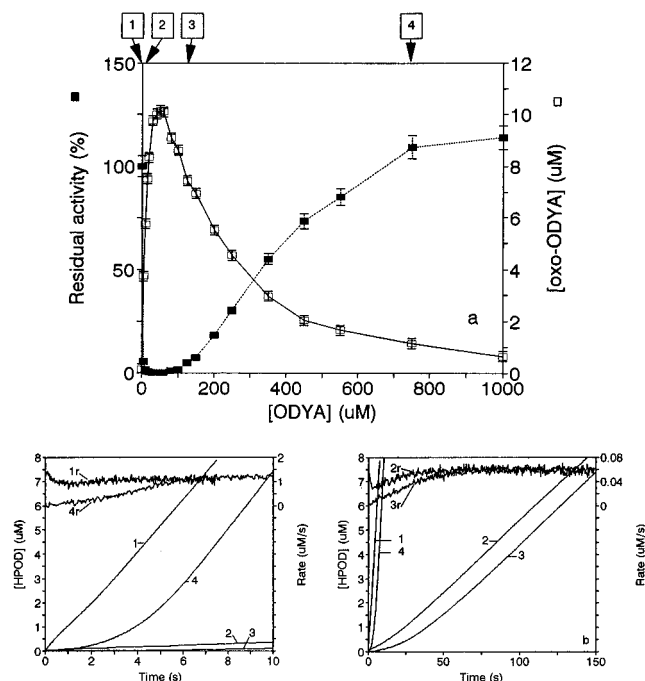 1 2 3 4
150 12
100 10
8
6
50 4
2
0 0
0 200 400 600 800 1000
Residual activity (%)
[oxo-ODYA] (uM)
a
[ODYA] (uM)
8 2
7
6 1
5 0
4
3
2
1
0
0 2 4 6 8 10
[HPOD] (uM)
Rate (uM/s)
1r
4r
1
4
2 3
Time (s)
8 0.06
7 0.04
6
5 0
4
3
2
1
0
0 50 100 150
[HPOD] (uM)
Rate (uM/s)
2r
3r
1
4
2
3
b
Time (s)